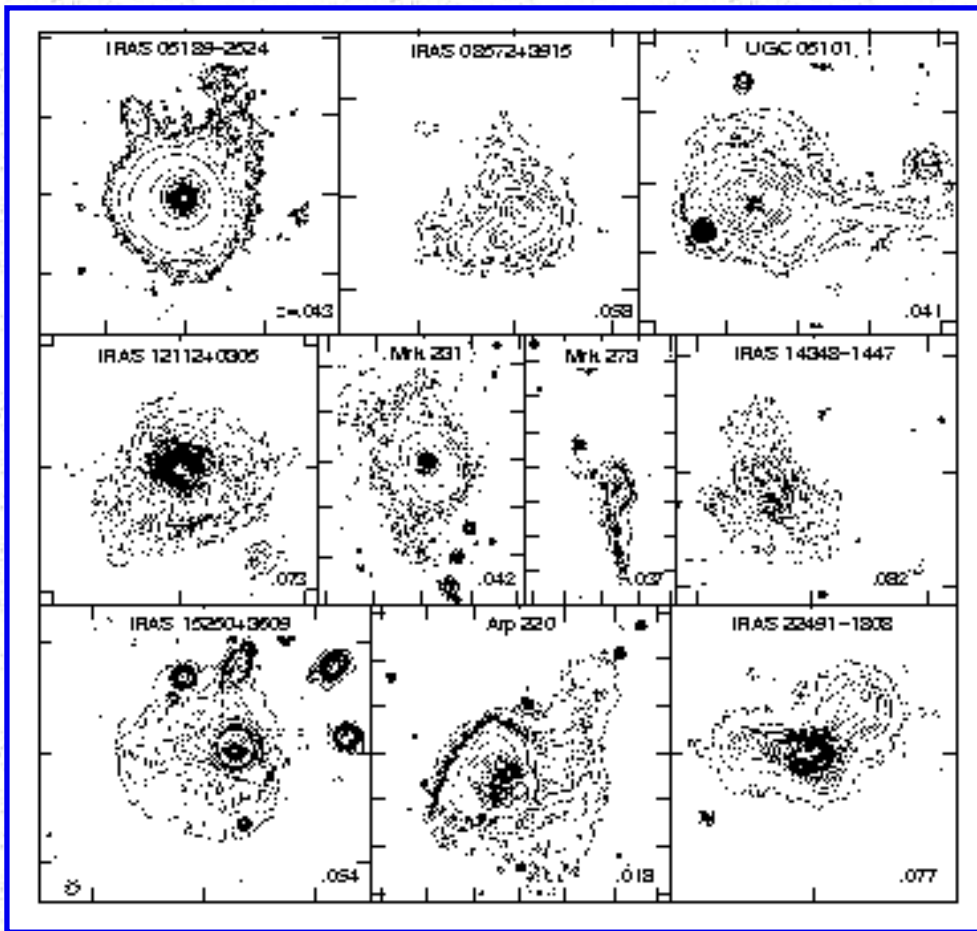 IRAS 05189-2524
z=.043
IRAS 08572+3915
.058
UGC 05101
.041
IRAS 12112+0305
.073
Mrk 231
.042
Mrk 273
.037
IRAS 14348-1447
.082
IRAS 15250+3609
.054
Arp 220
.018
IRAS 22491-1808
.077